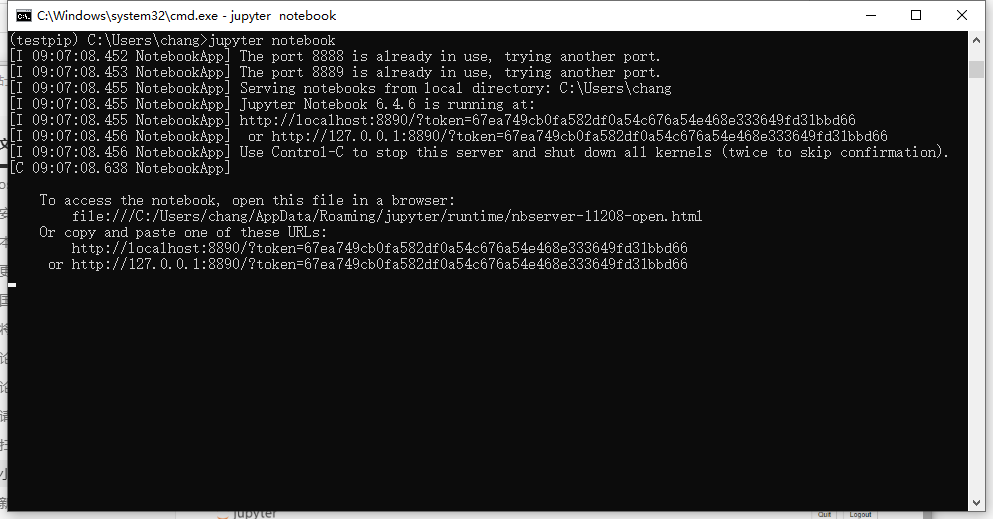 C:\Windows\system32\cmd.exe - jupyter  notebook
(testpip) C:\Users\chang>jupyter notebook
[I 09:07:08.452 NotebookApp] The port 8888 is already in use, trying another port.
[I 09:07:08.453 NotebookApp] The port 8889 is already in use, trying another port.
[I 09:07:08.455 NotebookApp] Serving notebooks from local directory: C:\Users\chang
[I 09:07:08.455 NotebookApp] Jupyter Notebook 6.4.6 is running at:
[I 09:07:08.455 NotebookApp] http://localhost:8890/?token=67ea749cb0fa582df0a54c676a54e468e333649fd31bbd66
[I 09:07:08.456 NotebookApp]  or http://127.0.0.1:8890/?token=67ea749cb0fa582df0a54c676a54e468e333649fd31bbd66
[I 09:07:08.456 NotebookApp] Use Control-C to stop this server and shut down all kernels (twice to skip confirmation).
[C 09:07:08.638 NotebookApp]
To access the notebook, open this file in a browser:
file:///C:/Users/chang/AppData/Roaming/jupyter/runtime/nbserver-11208-open.html
Or copy and paste one of these URLs:
http://localhost:8890/?token=67ea749cb0fa582df0a54c676a54e468e333649fd31bbd66
or http://127.0.0.1:8890/?token=67ea749cb0fa582df0a54c676a54e468e333649fd31bbd66
jupyter
Quit
Logout